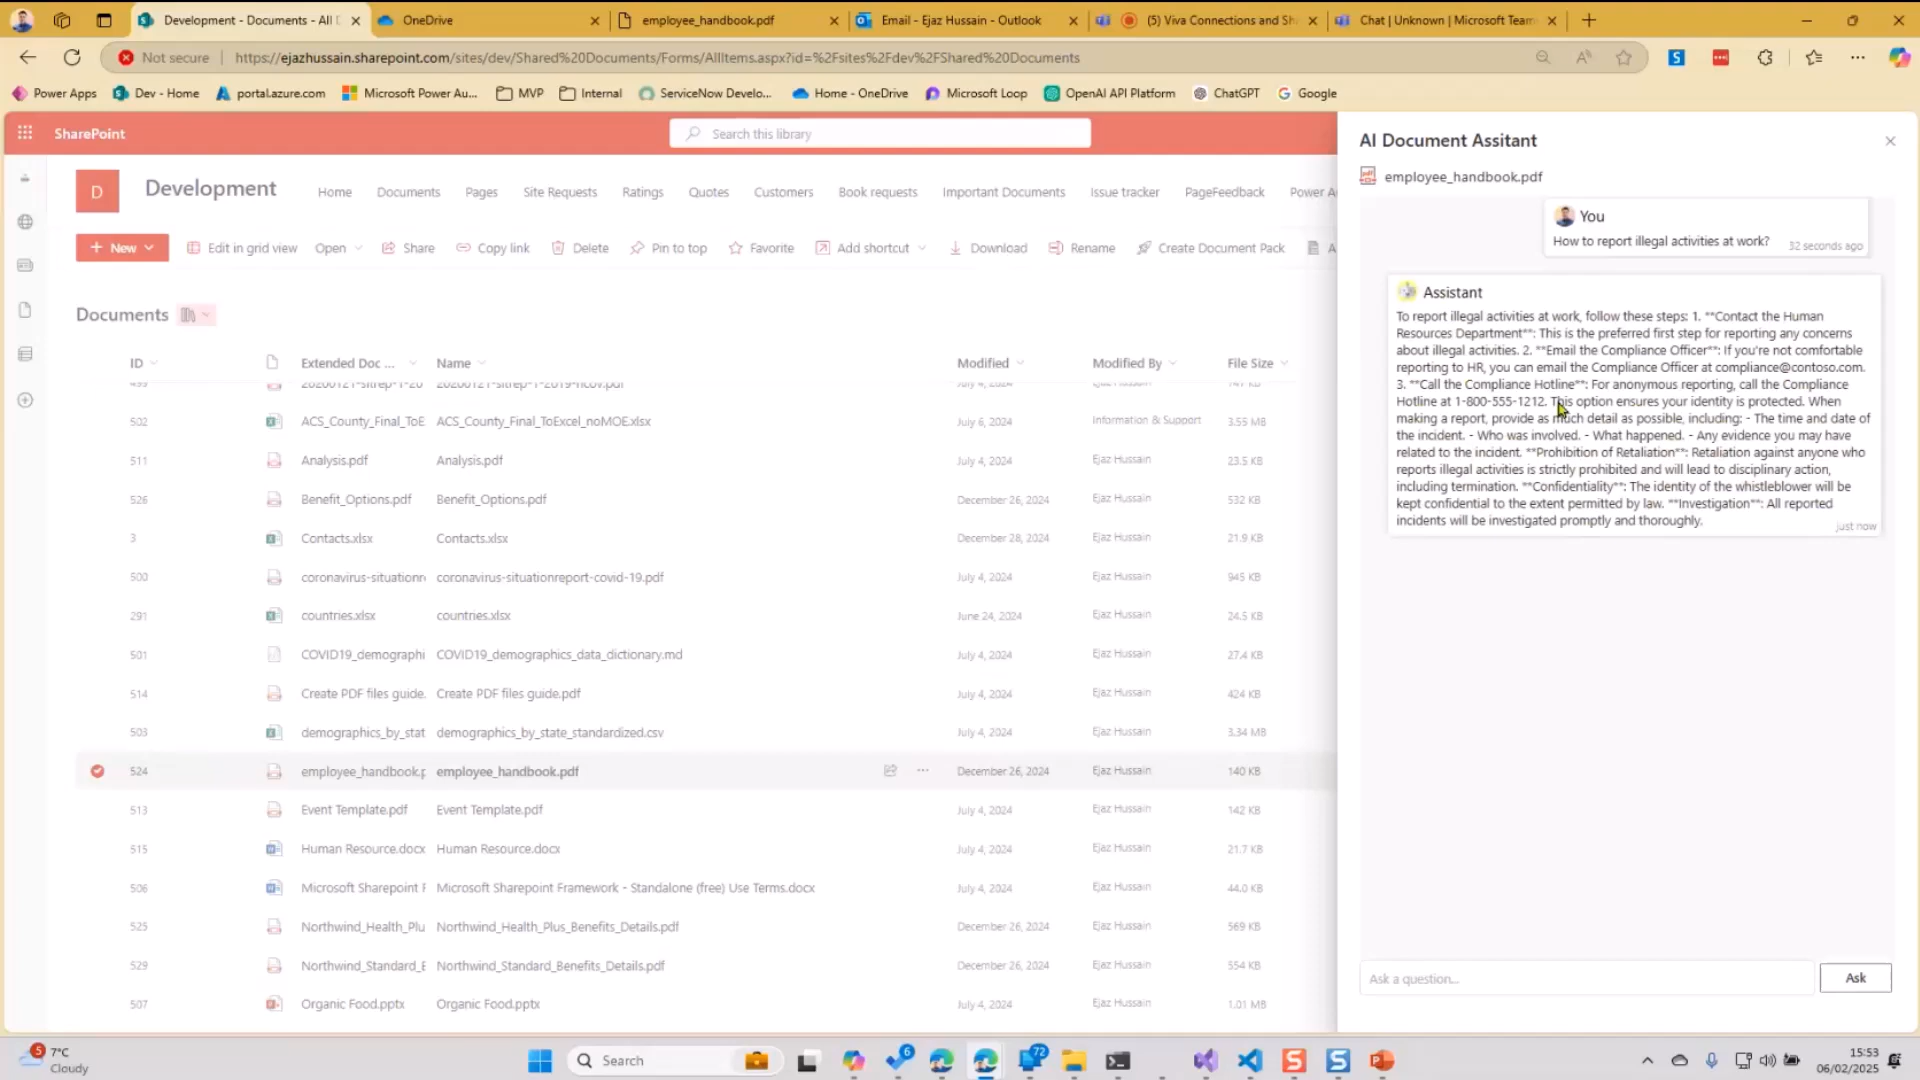 Development - Documents - All D
OneDrive
employee_handbook.pdf
Email - Ejaz Hussain - Outlook
(5) Viva Connections and Sh
Chat | Unknown | Microsoft Team
Not secure
https://ejazhussain.sharepoint.com/sites/dev/Shared%20Documents/Forms/AllItems.aspx?id=%2Fsites%2Fdev%2FShared%20Documents
Power Apps
Dev - Home
portal.azure.com
Microsoft Power Au...
MVP
Internal
ServiceNow Develo...
Home - OneDrive
Microsoft Loop
OpenAI API Platform
ChatGPT
Google
SharePoint
Search this library
D
Development
Home
Documents
Pages
Site Requests
Ratings
Quotes
Customers
Book requests
Important Documents
Issue tracker
PageFeedback
Power A
New
Edit in grid view
Open
Share
Copy link
Delete
Pin to top
Favorite
Add shortcut
Download
Rename
Create Document Pack
A
Documents
ID Extended Doc ... Name Modified Modified By File Size
502 ACS_County_Final_ToE ACS_County_Final_ToExcel_noMOE.xlsx July 6, 2024 Information & Support 3.55 MB
511 Analysis.pdf Analysis.pdf July 4, 2024 Ejaz Hussain 23.5 KB
526 Benefit_Options.pdf Benefit_Options.pdf December 26, 2024 Ejaz Hussain 532 KB
3 Contacts.xlsx Contacts.xlsx December 28, 2024 Ejaz Hussain 21.9 KB
500 coronavirus-situationr coronavirus-situationreport-covid-19.pdf July 4, 2024 Ejaz Hussain 945 KB
291 countries.xlsx countries.xlsx June 24, 2024 Ejaz Hussain 24.5 KB
501 COVID19_demographi COVID19_demographics_data_dictionary.md July 4, 2024 Ejaz Hussain 27.4 KB
514 Create PDF files guide. Create PDF files guide.pdf July 4, 2024 Ejaz Hussain 424 KB
503 demographics_by_stat demographics_by_state_standardized.csv July 4, 2024 Ejaz Hussain 3.34 MB
524 employee_handbook.p employee_handbook.pdf ... December 26, 2024 Ejaz Hussain 140 KB
513 Event Template.pdf Event Template.pdf July 4, 2024 Ejaz Hussain 142 KB
515 Human Resource.docx Human Resource.docx July 4, 2024 Ejaz Hussain 21.7 KB
506 Microsoft Sharepoint F Microsoft Sharepoint Framework - Standalone (free) Use Terms.docx July 4, 2024 Ejaz Hussain 44.0 KB
525 Northwind_Health_Plu Northwind_Health_Plus_Benefits_Details.pdf December 26, 2024 Ejaz Hussain 569 KB
529 Northwind_Standard_E Northwind_Standard_Benefits_Details.pdf December 26, 2024 Ejaz Hussain 554 KB
507 Organic Food.pptx Organic Food.pptx July 4, 2024 Ejaz Hussain 1.01 MB
AI Document Assitant
employee_handbook.pdf
You
How to report illegal activities at work? 32 seconds ago
Assistant
To report illegal activities at work, follow these steps: 1. **Contact the Human
Resources Department**: This is the preferred first step for reporting any concerns
about illegal activities. 2. **Email the Compliance Officer**: If you're not comfortable
reporting to HR, you can email the Compliance Officer at compliance@contoso.com.
3. **Call the Compliance Hotline**: For anonymous reporting, call the Compliance
Hotline at 1-800-555-1212. This option ensures your identity is protected. When
making a report, provide as much detail as possible, including: - The time and date of
the incident. - Who was involved. - What happened. - Any evidence you may have
related to the incident. **Prohibition of Retaliation**: Retaliation against anyone who
reports illegal activities is strictly prohibited and will lead to disciplinary action,
including termination. **Confidentiality**: The identity of the whistleblower will be
kept confidential to the extent permitted by law. **Investigation**: All reported
incidents will be investigated promptly and thoroughly.
just now
Ask a question...
Ask
5
7°C
Cloudy
Search
6
72
15:53
06/02/2025